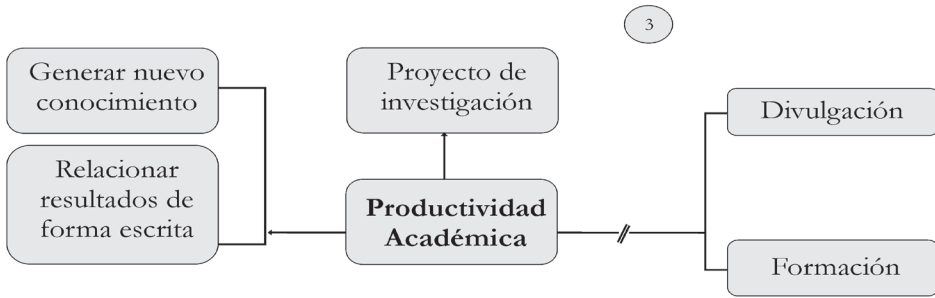 3
Generar nuevo
conocimiento
Proyecto de
investigación
Divulgación
Relacionar
resultados de
forma escrita
Productividad
Académica
Formación